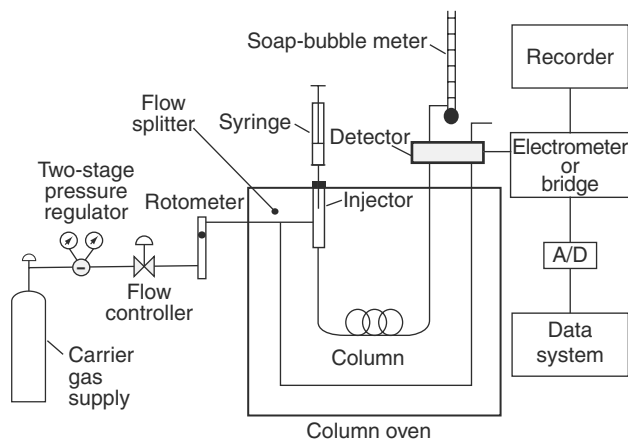 Soap-bubble meter
Recorder
Flow
splitter
Syringe
Detector
Electrometer
or
bridge
Two-stage
pressure
regulator
Rotometer
Injector
A/D
Flow
controller
Data
system
Column
Carrier
gas
supply
Column oven